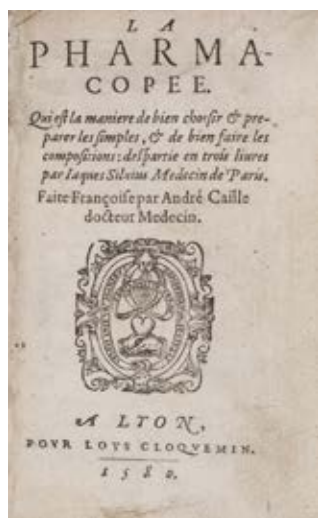 LA
PHARMA-
COPEE.
Qui est la maniere de bien choisir & pre-
parer les simples, & de bien faire les
compositions: despartie en trois liures
par Iaques Siluius Medecin de Paris.
Faite Françoise par André Caille
docteur Medecin.
A LYON,
POVR LOYS CLOQVEMIN.
1580.